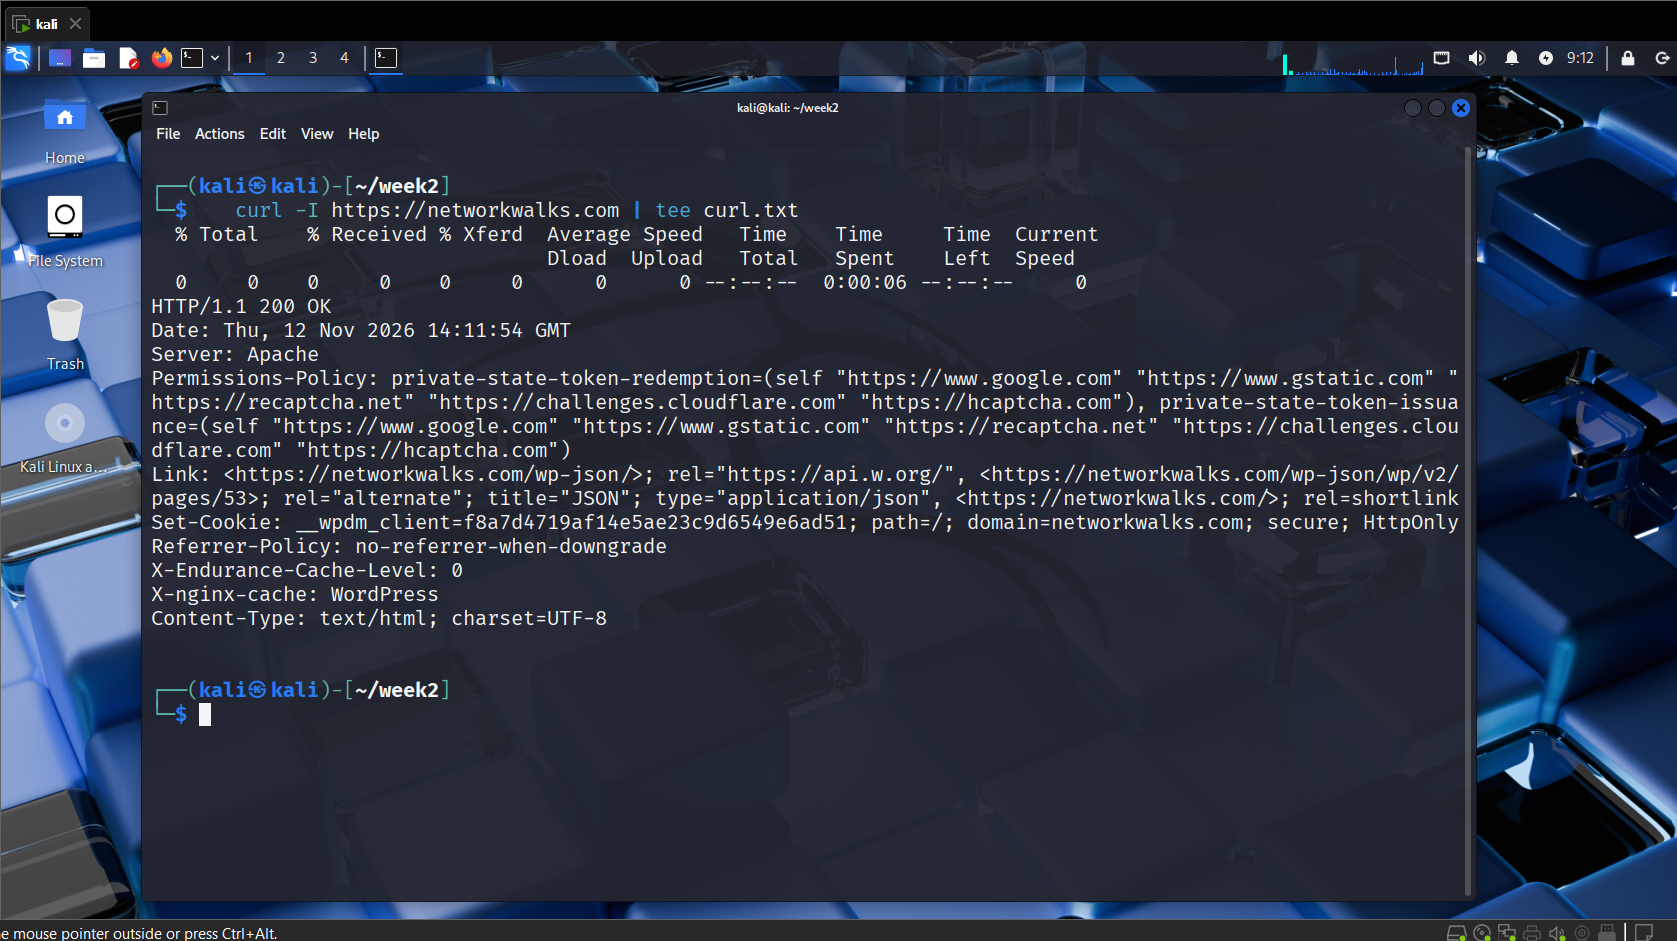 kali
1 2 3 4
9:12
Home
File System
Trash
Kali Linux a...
kali@kali: ~/week2
File Actions Edit View Help
┌──(kali㉿kali)-[~/week2]
└─$    curl -I https://networkwalks.com | tee curl.txt
  % Total    % Received % Xferd  Average Speed   Time    Time       Time  Current
                                 Dload  Upload   Total   Spent      Left  Speed
  0     0    0     0    0     0      0      0 --:--:--  0:00:06 --:--:--     0
HTTP/1.1 200 OK
Date: Thu, 12 Nov 2026 14:11:54 GMT
Server: Apache
Permissions-Policy: private-state-token-redemption=(self "https://www.google.com" "https://www.gstatic.com" "
https://recaptcha.net" "https://challenges.cloudflare.com" "https://hcaptcha.com"), private-state-token-issua
nce=(self "https://www.google.com" "https://www.gstatic.com" "https://recaptcha.net" "https://challenges.clou
dflare.com" "https://hcaptcha.com")
Link: <https://networkwalks.com/wp-json/>; rel="https://api.w.org/", <https://networkwalks.com/wp-json/wp/v2/
pages/53>; rel="alternate"; title="JSON"; type="application/json", <https://networkwalks.com/>; rel=shortlink
Set-Cookie: __wpdm_client=f8a7d4719af14e5ae23c9d6549e6ad51; path=/; domain=networkwalks.com; secure; HttpOnly
Referrer-Policy: no-referrer-when-downgrade
X-Endurance-Cache-Level: 0
X-nginx-cache: WordPress
Content-Type: text/html; charset=UTF-8
┌──(kali㉿kali)-[~/week2]
└─$
e mouse pointer outside or press Ctrl+Alt.